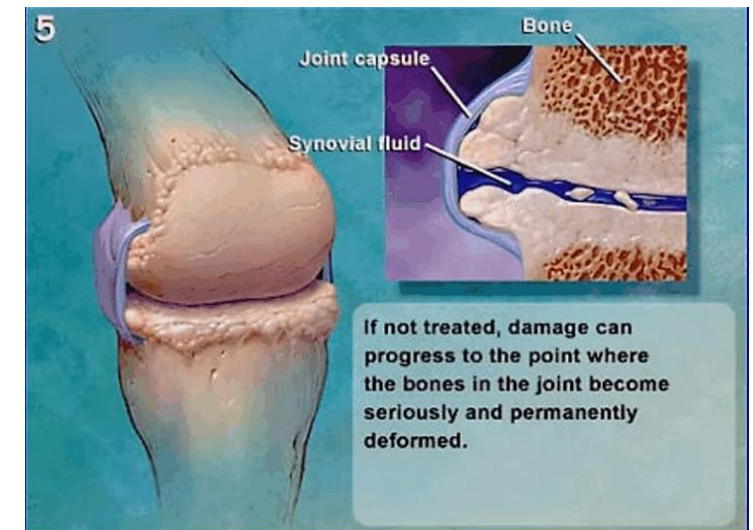 5
Bone
Joint capsule
Synovial fluid
If not treated, damage can
progress to the point where
the bones in the joint become
seriously and permanently
deformed.